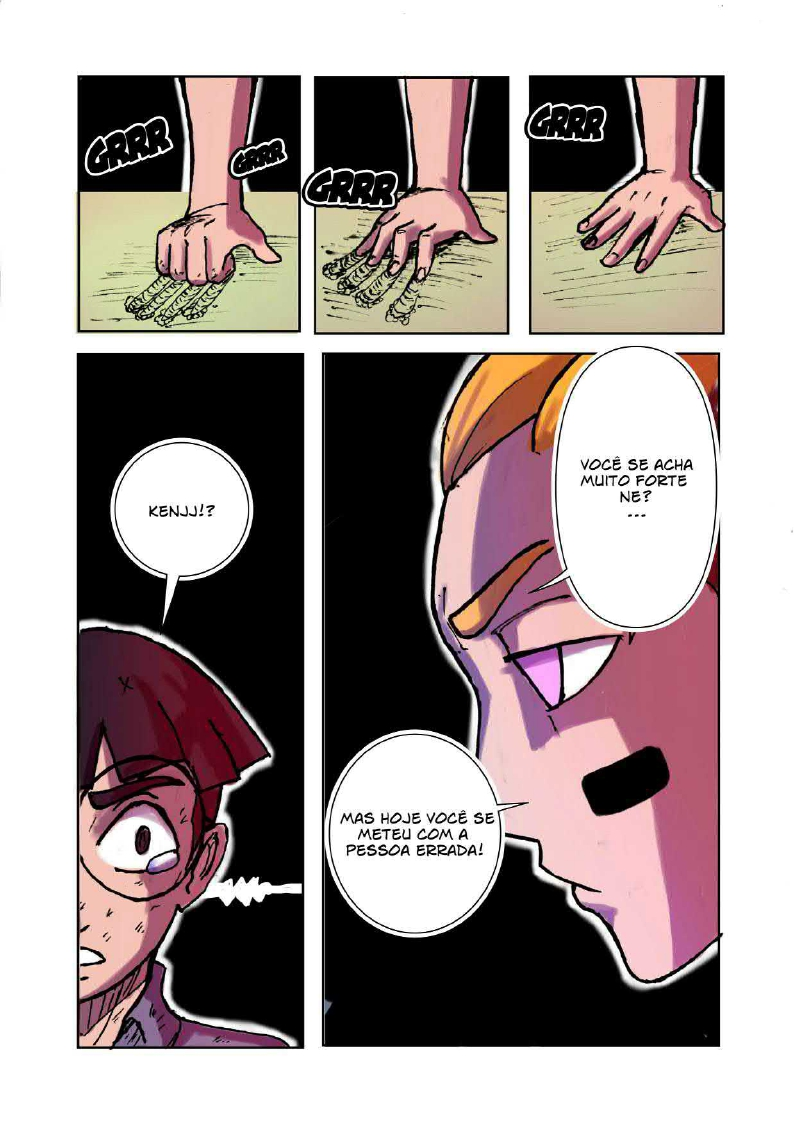 GRRR
GRRR
GRRR
GRRR
KENJJ!?
VOCÊ SE ACHA
MUITO FORTE
NE?
...
MAS HOJE VOCÊ SE
METEU COM A
PESSOA ERRADA!